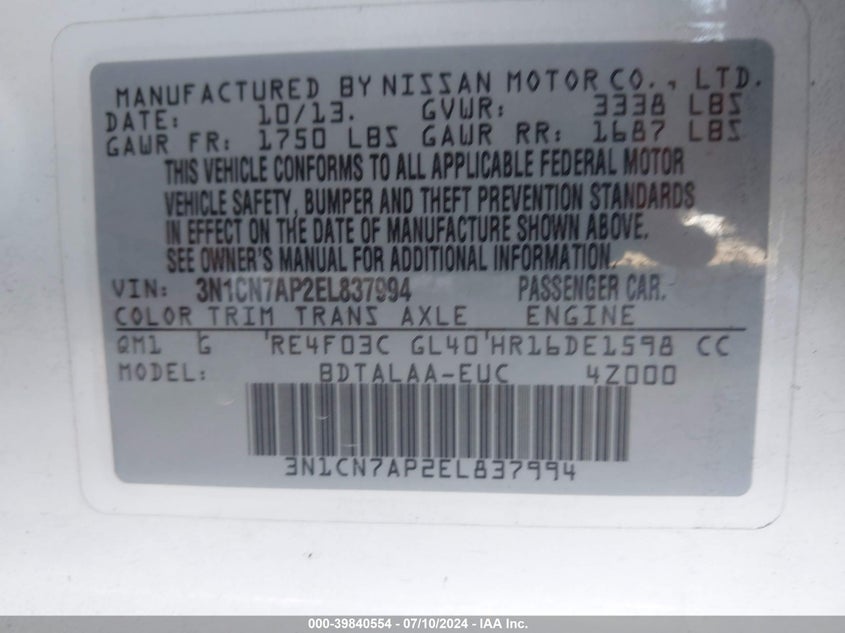 MANUFACTURED BY NISSAN MOTOR CO., LTD.
DATE: 10/13. GVWR: 3338 LBS
GAWR FR: 1750 LBS GAWR RR: 1687 LBS
THIS VEHICLE CONFORMS TO ALL APPLICABLE FEDERAL MOTOR
VEHICLE SAFETY, BUMPER AND THEFT PREVENTION STANDARDS
IN EFFECT ON THE DATE OF MANUFACTURE SHOWN ABOVE.
SEE OWNER'S MANUAL FOR ADDITIONAL INFORMATION.
VIN: 3N1CN7AP2EL837994 PASSENGER CAR.
COLOR TRIM TRANS AXLE ENGINE
QM1 G RE4F03C GL40 HR16DE1598 CC
MODEL: BDTALAA-EUC 4Z000
3N1CN7AP2EL837994
000-39840554 - 07/10/2024 - IAA Inc.